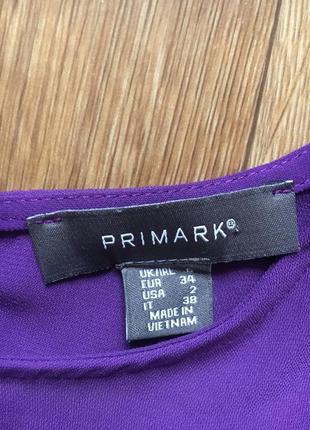 PRIMARK®
UK/IRL
EUR 34
USA 2
IT 38
MADE IN
VIETNAM